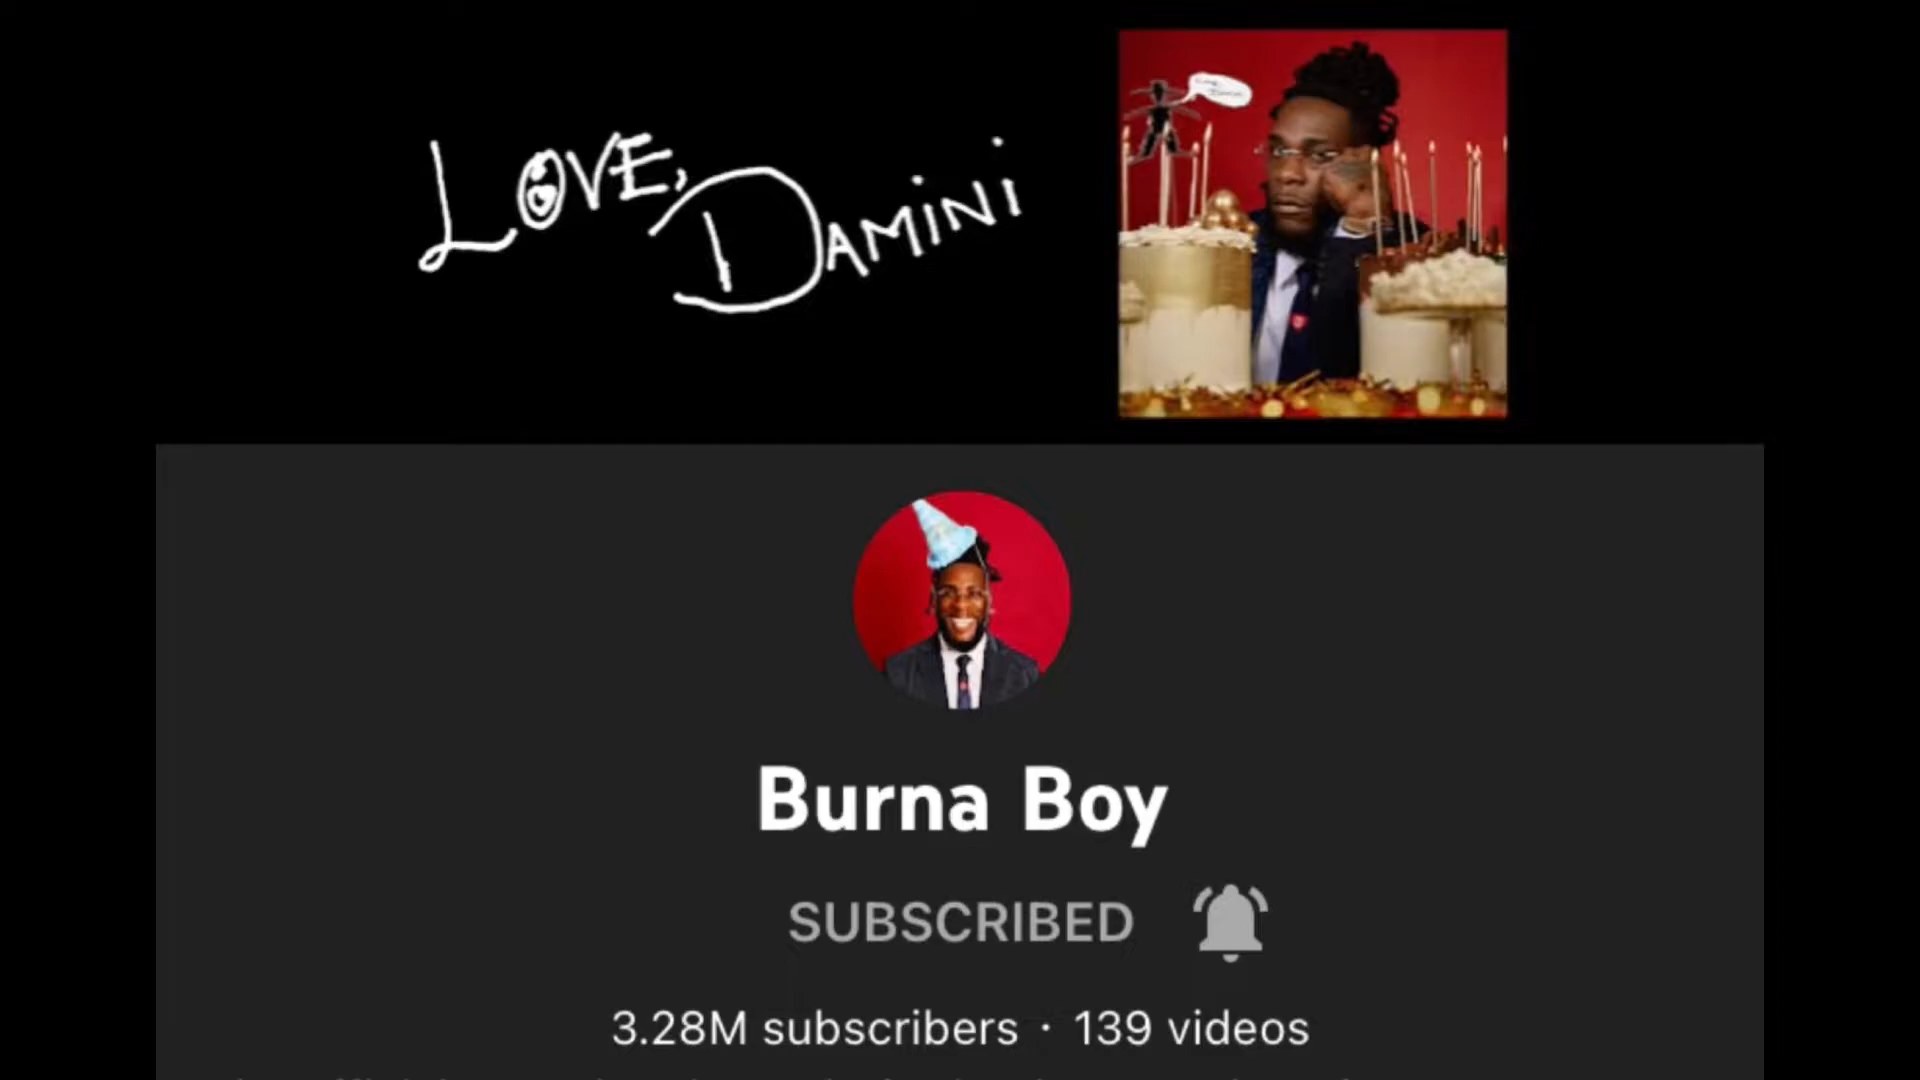 LOVE,
DAMINI
Burna Boy
SUBSCRIBED
3.28M subscribers · 139 videos